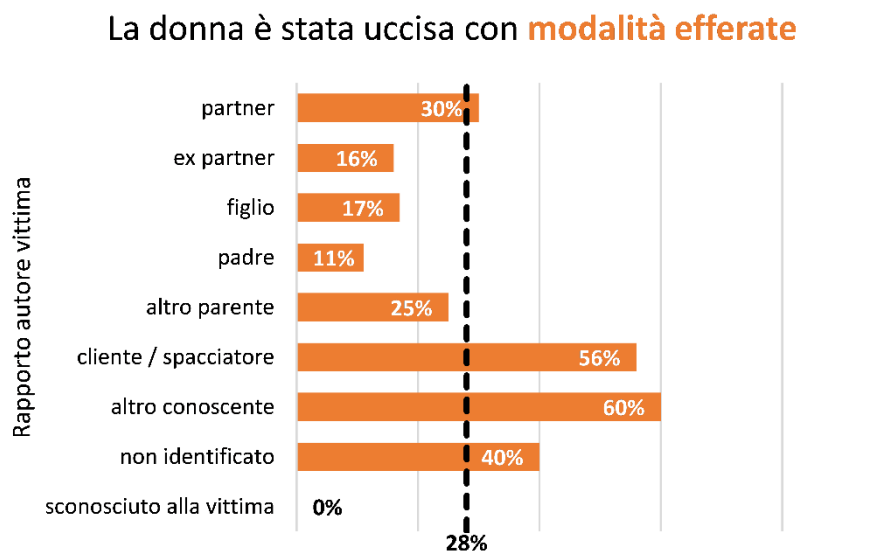 La donna è stata uccisa con modalità efferate
Rapporto autore vittima
partner 30%
ex partner 16%
figlio 17%
padre 11%
altro parente 25%
cliente / spacciatore 56%
altro conoscente 60%
non identificato 40%
sconosciuto alla vittima 0%
28%